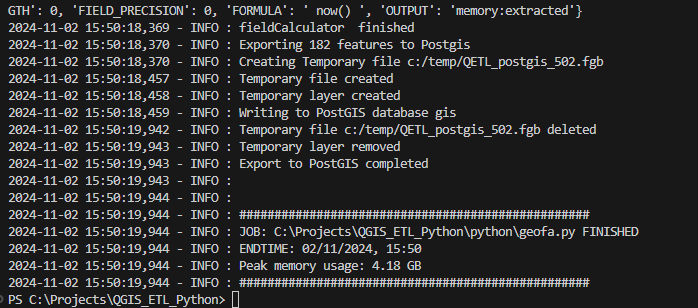 GTH': 0, 'FIELD_PRECISION': 0, 'FORMULA': ' now() ', 'OUTPUT': 'memory:extracted'}
2024-11-02 15:50:18,369 - INFO : fieldCalculator  finished
2024-11-02 15:50:18,370 - INFO : Exporting 182 features to Postgis
2024-11-02 15:50:18,370 - INFO : Creating Temporary file c:/temp/QETL_postgis_502.fgb
2024-11-02 15:50:18,457 - INFO : Temporary file created
2024-11-02 15:50:18,458 - INFO : Temporary layer created
2024-11-02 15:50:18,459 - INFO : Writing to PostGIS database gis
2024-11-02 15:50:19,942 - INFO : Temporary file c:/temp/QETL_postgis_502.fgb deleted
2024-11-02 15:50:19,943 - INFO : Temporary layer removed
2024-11-02 15:50:19,943 - INFO : Export to PostGIS completed
2024-11-02 15:50:19,943 - INFO :
2024-11-02 15:50:19,944 - INFO :
2024-11-02 15:50:19,944 - INFO : ##################################################
2024-11-02 15:50:19,944 - INFO : JOB: C:\Projects\QGIS_ETL_Python\python\geofa.py FINISHED
2024-11-02 15:50:19,944 - INFO : ENDTIME: 02/11/2024, 15:50
2024-11-02 15:50:19,944 - INFO : Peak memory usage: 4.18 GB
2024-11-02 15:50:19,944 - INFO : ##################################################
PS C:\Projects\QGIS_ETL_Python>